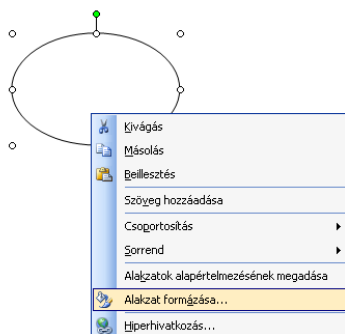 Kivágás
Másolás
Beillesztés
Szöveg hozzáadása
Csoportosítás
Sorrend
Alakzatok alapértelmezésének megadása
Alakzat formázása...
Hiperhivatkozás...